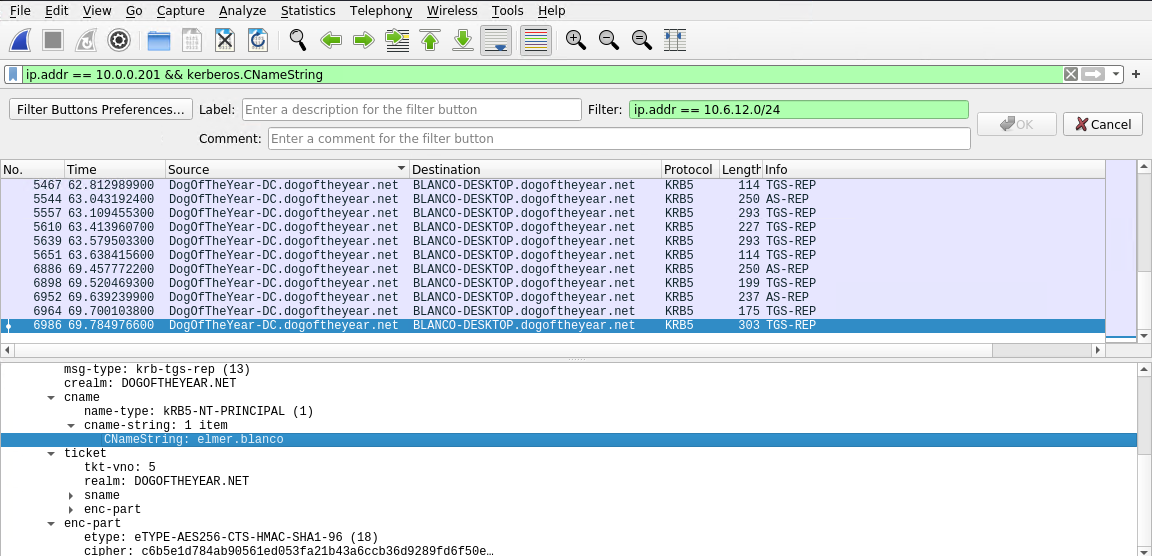 File Edit View Go Capture Analyze Statistics Telephony Wireless Tools Help
ip.addr == 10.0.0.201 && kerberos.CNameString
Filter Buttons Preferences... Label: Enter a description for the filter button Filter: ip.addr == 10.6.12.0/24
OK Cancel
Comment: Enter a comment for the filter button
No. Time Source Destination Protocol Length Info
5467 62.812989900 DogOfTheYear-DC.dogoftheyear.net BLANCO-DESKTOP.dogoftheyear.net KRB5 114 TGS-REP
5544 63.043192400 DogOfTheYear-DC.dogoftheyear.net BLANCO-DESKTOP.dogoftheyear.net KRB5 250 AS-REP
5557 63.109455300 DogOfTheYear-DC.dogoftheyear.net BLANCO-DESKTOP.dogoftheyear.net KRB5 293 TGS-REP
5610 63.413960700 DogOfTheYear-DC.dogoftheyear.net BLANCO-DESKTOP.dogoftheyear.net KRB5 227 TGS-REP
5639 63.579503300 DogOfTheYear-DC.dogoftheyear.net BLANCO-DESKTOP.dogoftheyear.net KRB5 293 TGS-REP
5651 63.638415600 DogOfTheYear-DC.dogoftheyear.net BLANCO-DESKTOP.dogoftheyear.net KRB5 114 TGS-REP
6886 69.457772200 DogOfTheYear-DC.dogoftheyear.net BLANCO-DESKTOP.dogoftheyear.net KRB5 250 AS-REP
6898 69.520469300 DogOfTheYear-DC.dogoftheyear.net BLANCO-DESKTOP.dogoftheyear.net KRB5 199 TGS-REP
6952 69.639239900 DogOfTheYear-DC.dogoftheyear.net BLANCO-DESKTOP.dogoftheyear.net KRB5 237 AS-REP
6964 69.700103800 DogOfTheYear-DC.dogoftheyear.net BLANCO-DESKTOP.dogoftheyear.net KRB5 175 TGS-REP
6986 69.784976600 DogOfTheYear-DC.dogoftheyear.net BLANCO-DESKTOP.dogoftheyear.net KRB5 303 TGS-REP
msg-type: krb-tgs-rep (13)
crealm: DOGOFTHEYEAR.NET
cname
name-type: kRB5-NT-PRINCIPAL (1)
cname-string: 1 item
CNameString: elmer.blanco
ticket
tkt-vno: 5
realm: DOGOFTHEYEAR.NET
sname
enc-part
enc-part
etype: eTYPE-AES256-CTS-HMAC-SHA1-96 (18)
cipher: c6b5e1d784ab90561ed053fa21b43a6ccb36d9289fd6f50e…